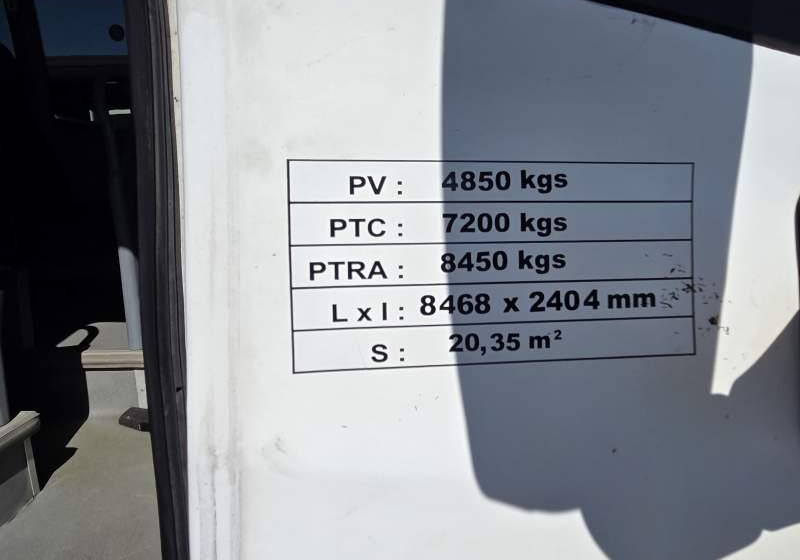 PV : 4850 kgs
PTC : 7200 kgs
PTRA : 8450 kgs
L x l : 8468 x 2404 mm
S : 20,35 m²